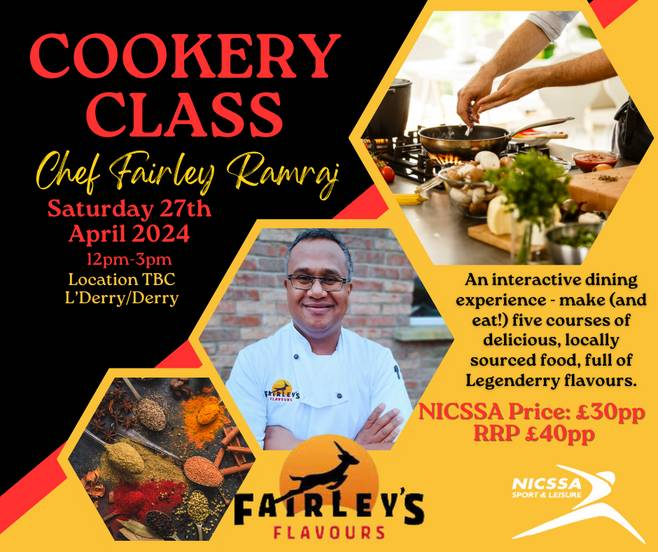 COOKERY
CLASS
Chef Fairley Ramraj
Saturday 27th
April 2024
12pm-3pm
Location TBC
L'Derry/Derry
An interactive dining
experience - make (and
eat!) five courses of
delicious, locally
sourced food, full of
Legenderry flavours.
NICSSA Price: £30pp
RRP £40pp
FAIRLEY'S
FLAVOURS
FAIRLEY'S
FLAVOURS
NICSSA
SPORT & LEISURE